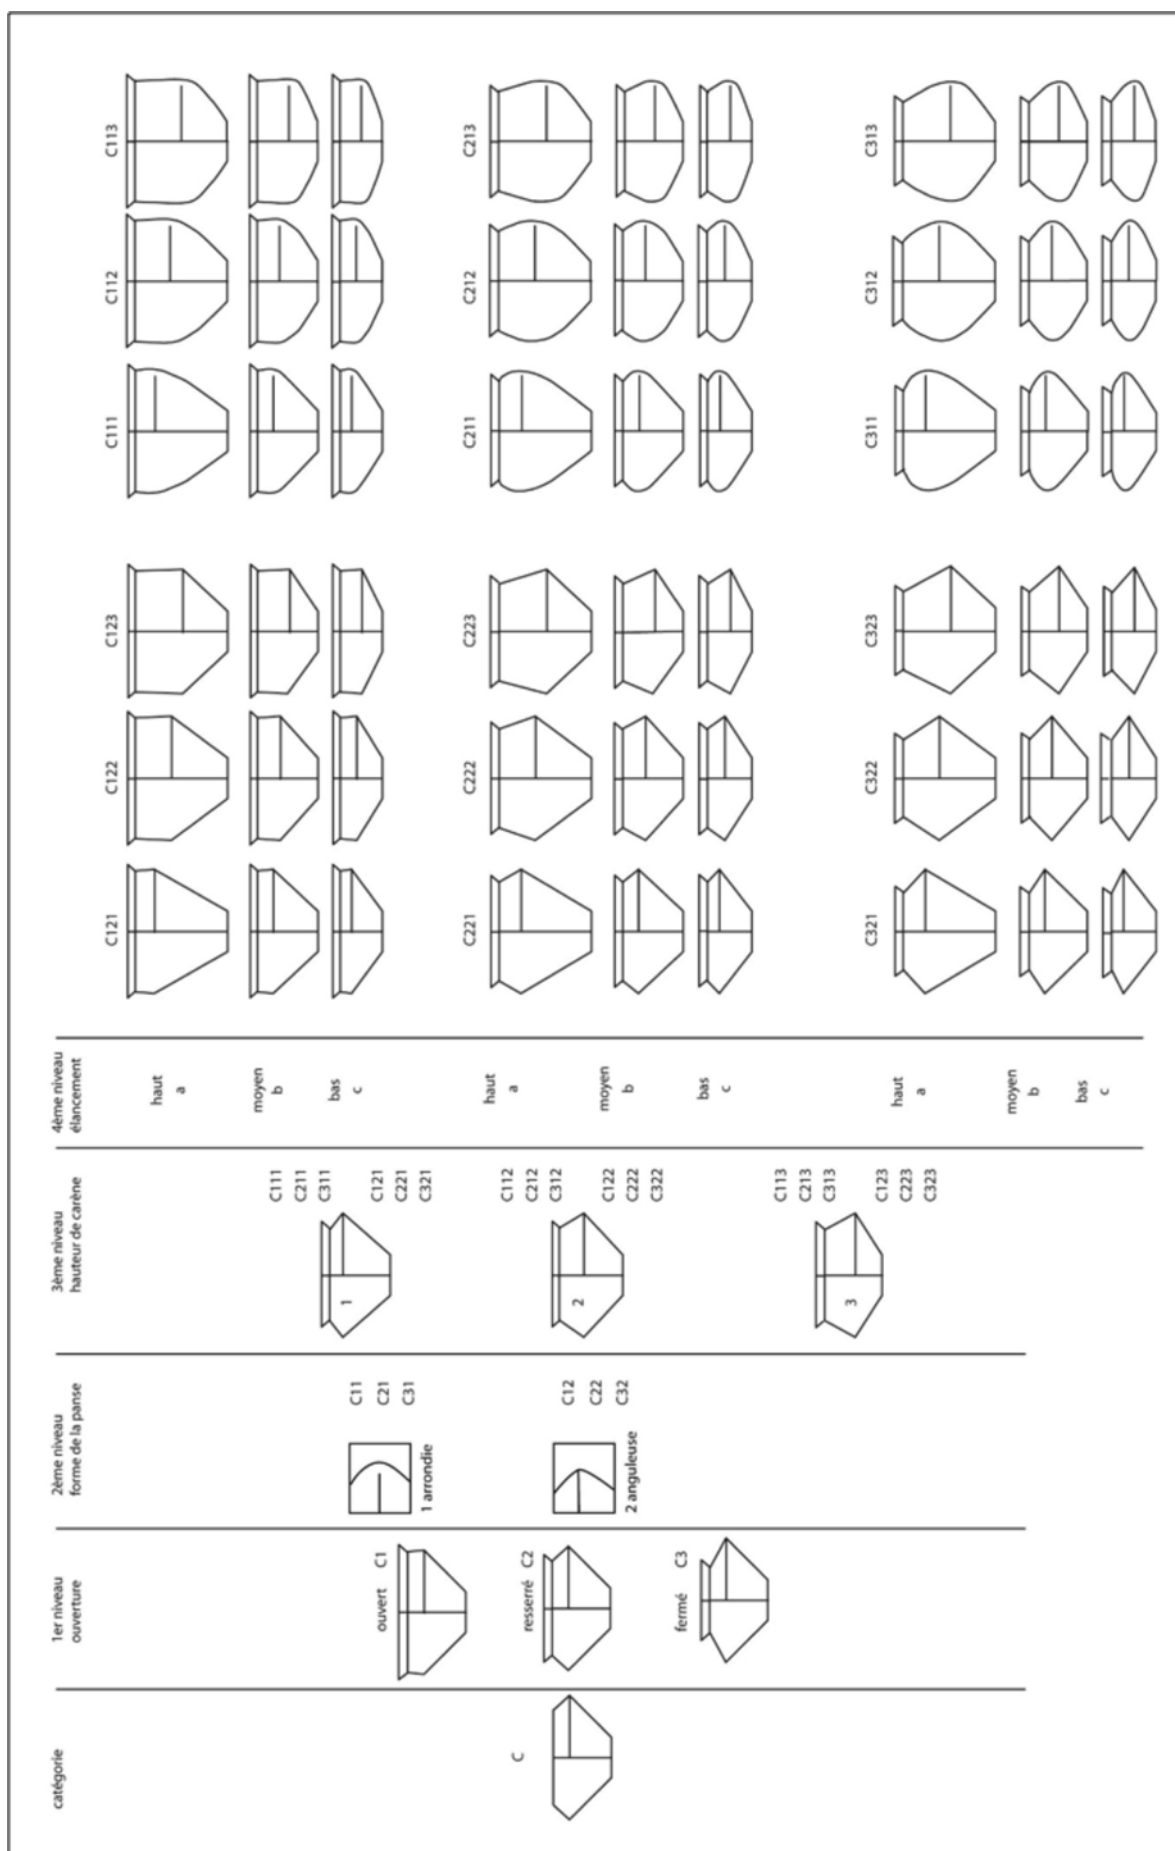 catégorie
C
1er niveau
ouverture
ouvert C1
resserré C2
fermé C3
2ème niveau
forme de la panse
C11
C21
C31
1 arrondie
C12
C22
C32
2 anguleuse
3ème niveau
hauteur de carène
C111
C211
C311
1
C121
C221
C321
C112
C212
C312
2
C122
C222
C322
C113
C213
C313
3
C123
C223
C323
4ème niveau
élancement
haut
a
moyen
b
bas
c
haut
a
moyen
b
bas
c
haut
a
moyen
b
bas
c
C121 C122 C123 C111 C112 C113
C221 C222 C223 C211 C212 C213
C321 C322 C323 C311 C312 C313